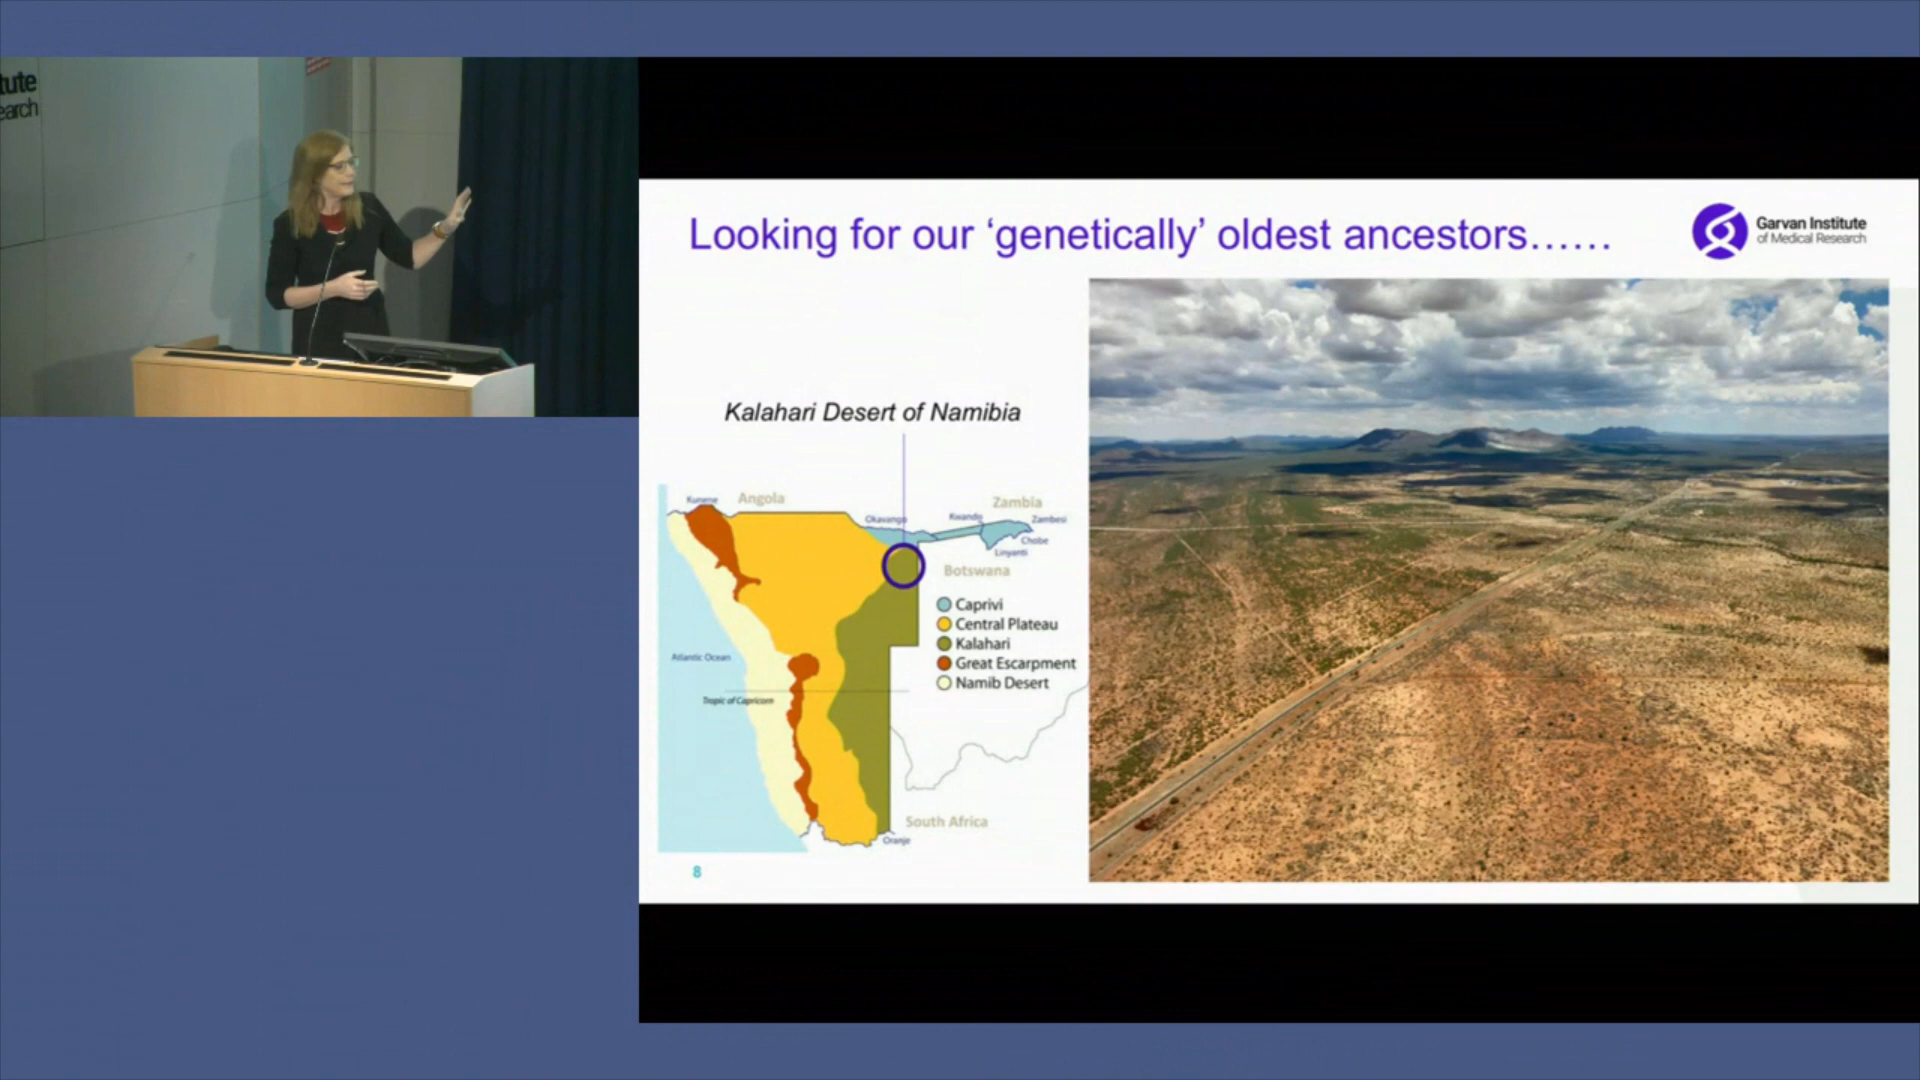 tute
earch
Looking for our ‘genetically’ oldest ancestors……
Garvan Institute
of Medical Research
Kalahari Desert of Namibia
Kunene
Angola
Zambia
Okavango
Kwando
Zambesi
Chobe
Linyanti
Botswana
Caprivi
Central Plateau
Kalahari
Great Escarpment
Namib Desert
Atlantic Ocean
Tropic of Capricorn
South Africa
Oranje
8